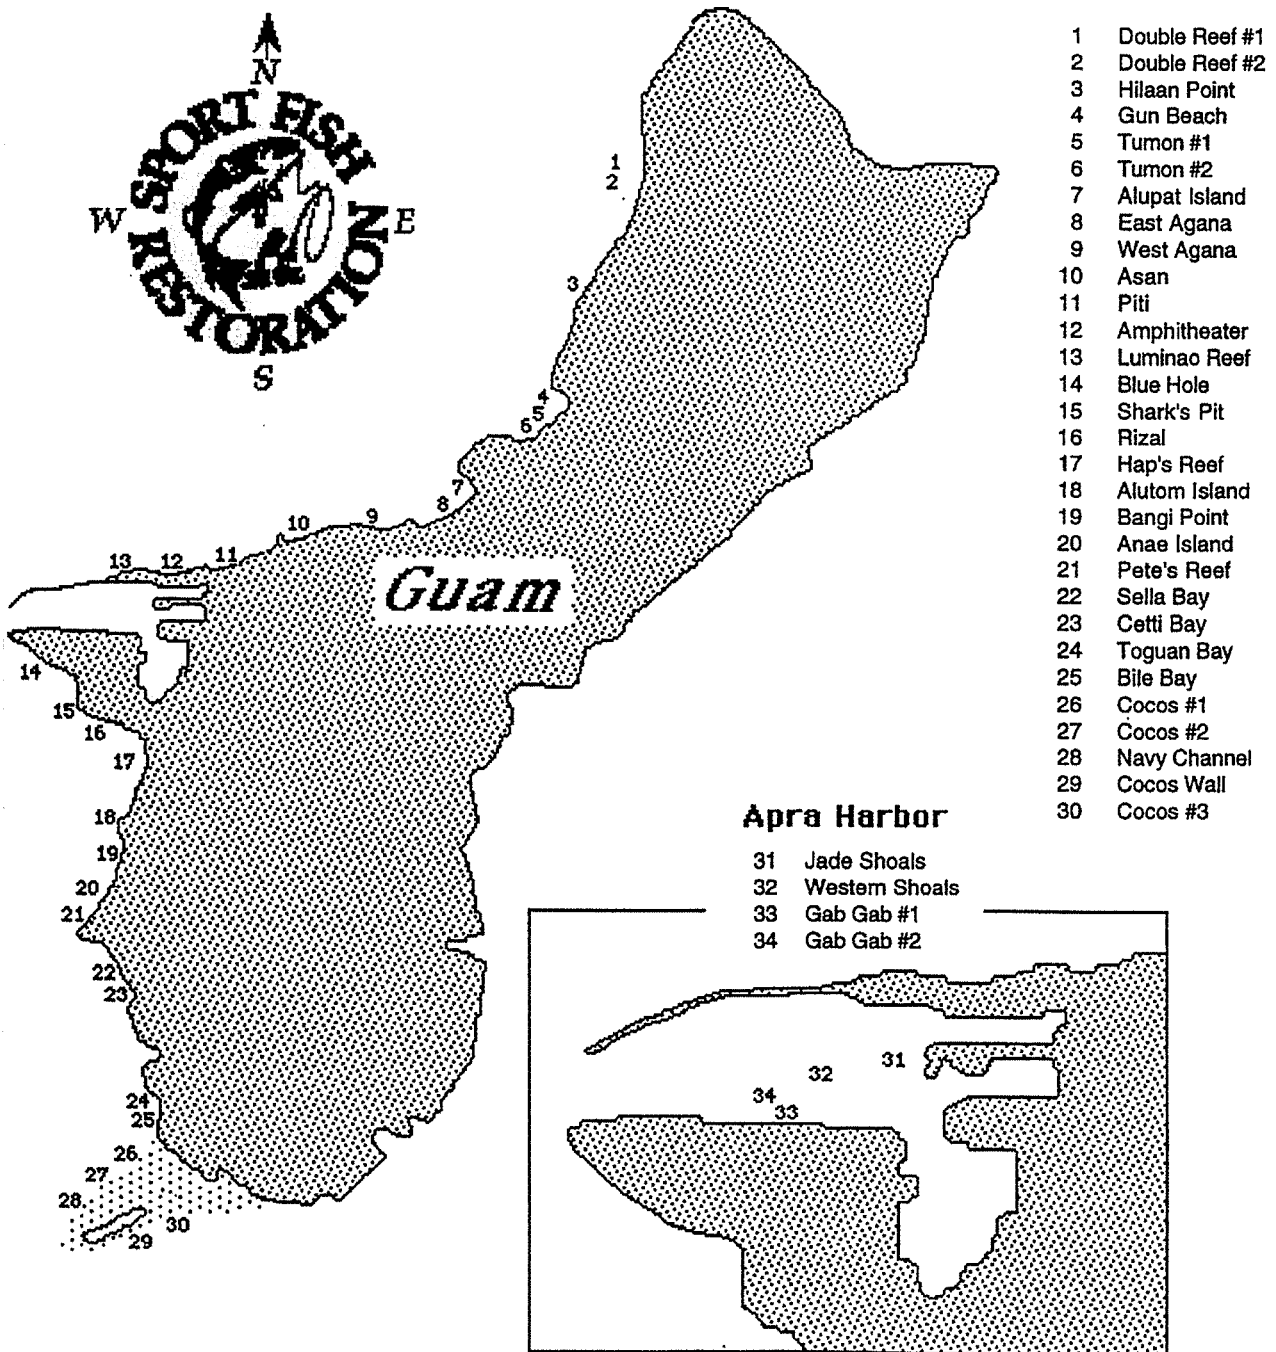 N
SPORT FISH
W
E
RESTORATION
S
1 Double Reef #1
2 Double Reef #2
3 Hilaan Point
4 Gun Beach
5 Tumon #1
6 Tumon #2
7 Alupat Island
8 East Agana
9 West Agana
10 Asan
11 Piti
12 Amphitheater
13 Luminao Reef
14 Blue Hole
15 Shark's Pit
16 Rizal
17 Hap's Reef
18 Alutom Island
19 Bangi Point
20 Anae Island
21 Pete's Reef
22 Sella Bay
23 Cetti Bay
24 Toguan Bay
25 Bile Bay
26 Cocos #1
27 Cocos #2
28 Navy Channel
29 Cocos Wall
30 Cocos #3
1
2
3
4
5
6
7
8
9
10
11
12
13
Guam
14
15
16
17
18
19
20
21
22
23
24
25
26
27
28
30
29
Apra Harbor
31 Jade Shoals
32 Western Shoals
33 Gab Gab #1
34 Gab Gab #2
31
32
34
33